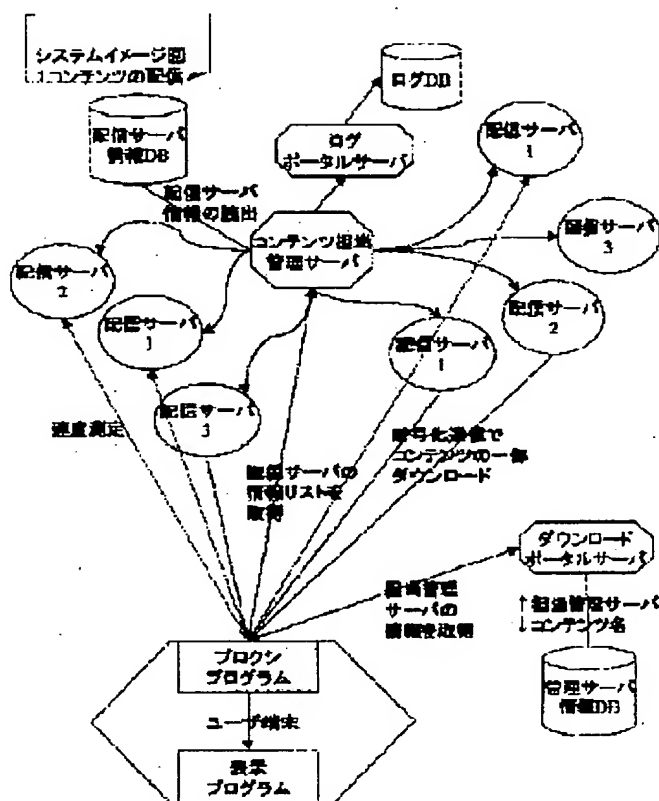 システムイメージ図
コンテンツの配信
ログDB
配信サーバ
情報DB
ログ
ポータルサーバ
配信サーバ
1
配信サーバ
情報の読出
コンテンツ担当
管理サーバ
配信サーバ
3
配信サーバ
2
配信サーバ
1
配信サーバ
2
配信サーバ
1
配信サーバ
3
速度測定
暗号化通信で
コンテンツの一部
ダウンロード
配信サーバの
情報リストを
取得
ダウンロード
ポータルサーバ
担当管理
サーバの
情報を取得
↑担当管理サーバ
↓コンテンツ名
プロクシ
プログラム
管理サーバ
情報DB
ユーザ端末
表示
プログラム